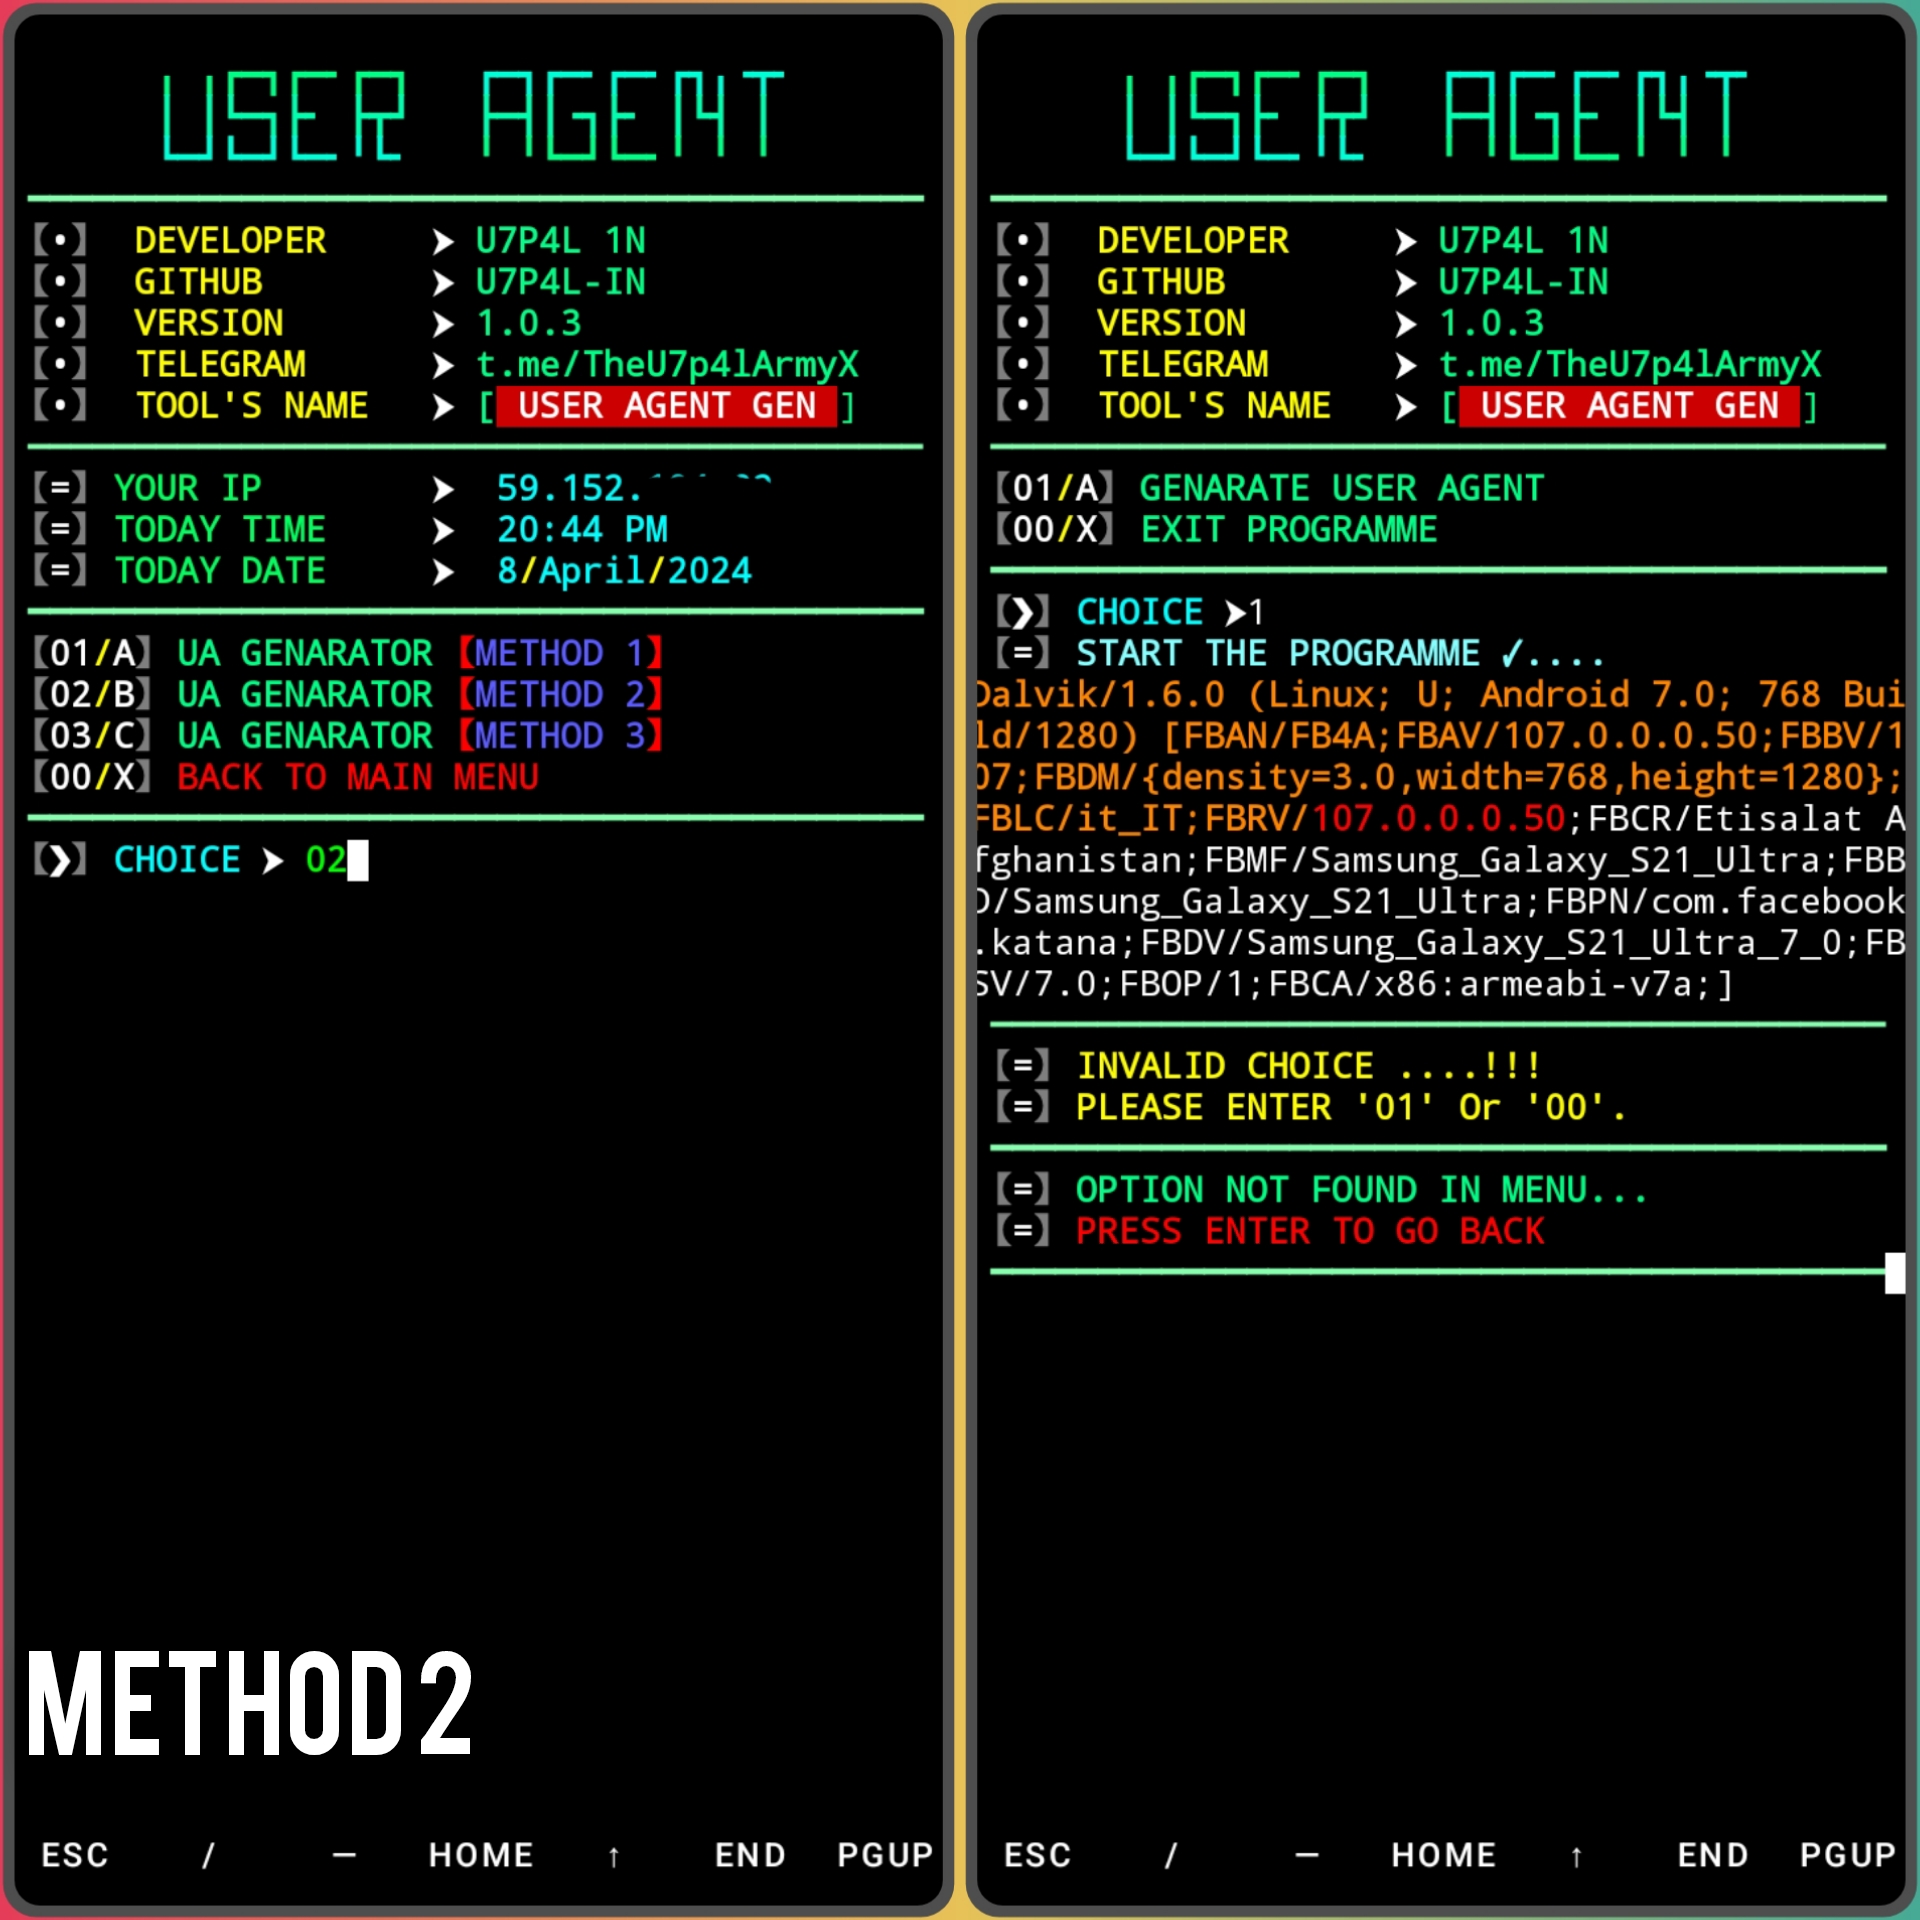 USER AGENT
[•] DEVELOPER ➤ U7P4L 1N
[•] GITHUB ➤ U7P4L-IN
[•] VERSION ➤ 1.0.3
[•] TELEGRAM ➤ t.me/TheU7p4lArmyX
[•] TOOL'S NAME ➤ [ USER AGENT GEN ]
[=] YOUR IP ➤ 59.152.
[=] TODAY TIME ➤ 20:44 PM
[=] TODAY DATE ➤ 8/April/2024
[01/A] UA GENARATOR 【METHOD 1】
[02/B] UA GENARATOR 【METHOD 2】
[03/C] UA GENARATOR 【METHOD 3】
[00/X] BACK TO MAIN MENU
[❯] CHOICE ➤ 02
METHOD 2
ESC / — HOME ↑ END PGUP
USER AGENT
[•] DEVELOPER ➤ U7P4L 1N
[•] GITHUB ➤ U7P4L-IN
[•] VERSION ➤ 1.0.3
[•] TELEGRAM ➤ t.me/TheU7p4lArmyX
[•] TOOL'S NAME ➤ [ USER AGENT GEN ]
[01/A] GENARATE USER AGENT
[00/X] EXIT PROGRAMME
[❯] CHOICE ➤1
[=] START THE PROGRAMME ✓....
Dalvik/1.6.0 (Linux; U; Android 7.0; 768 Bui
ld/1280) [FBAN/FB4A;FBAV/107.0.0.0.50;FBBV/1
07;FBDM/{density=3.0,width=768,height=1280};
FBLC/it_IT;FBRV/107.0.0.0.50;FBCR/Etisalat A
fghanistan;FBMF/Samsung_Galaxy_S21_Ultra;FBB
D/Samsung_Galaxy_S21_Ultra;FBPN/com.facebook
.katana;FBDV/Samsung_Galaxy_S21_Ultra_7_0;FB
SV/7.0;FBOP/1;FBCA/x86:armeabi-v7a;]
[=] INVALID CHOICE ....!!!
[=] PLEASE ENTER '01' Or '00'.
[=] OPTION NOT FOUND IN MENU...
[=] PRESS ENTER TO GO BACK
ESC / — HOME ↑ END PGUP